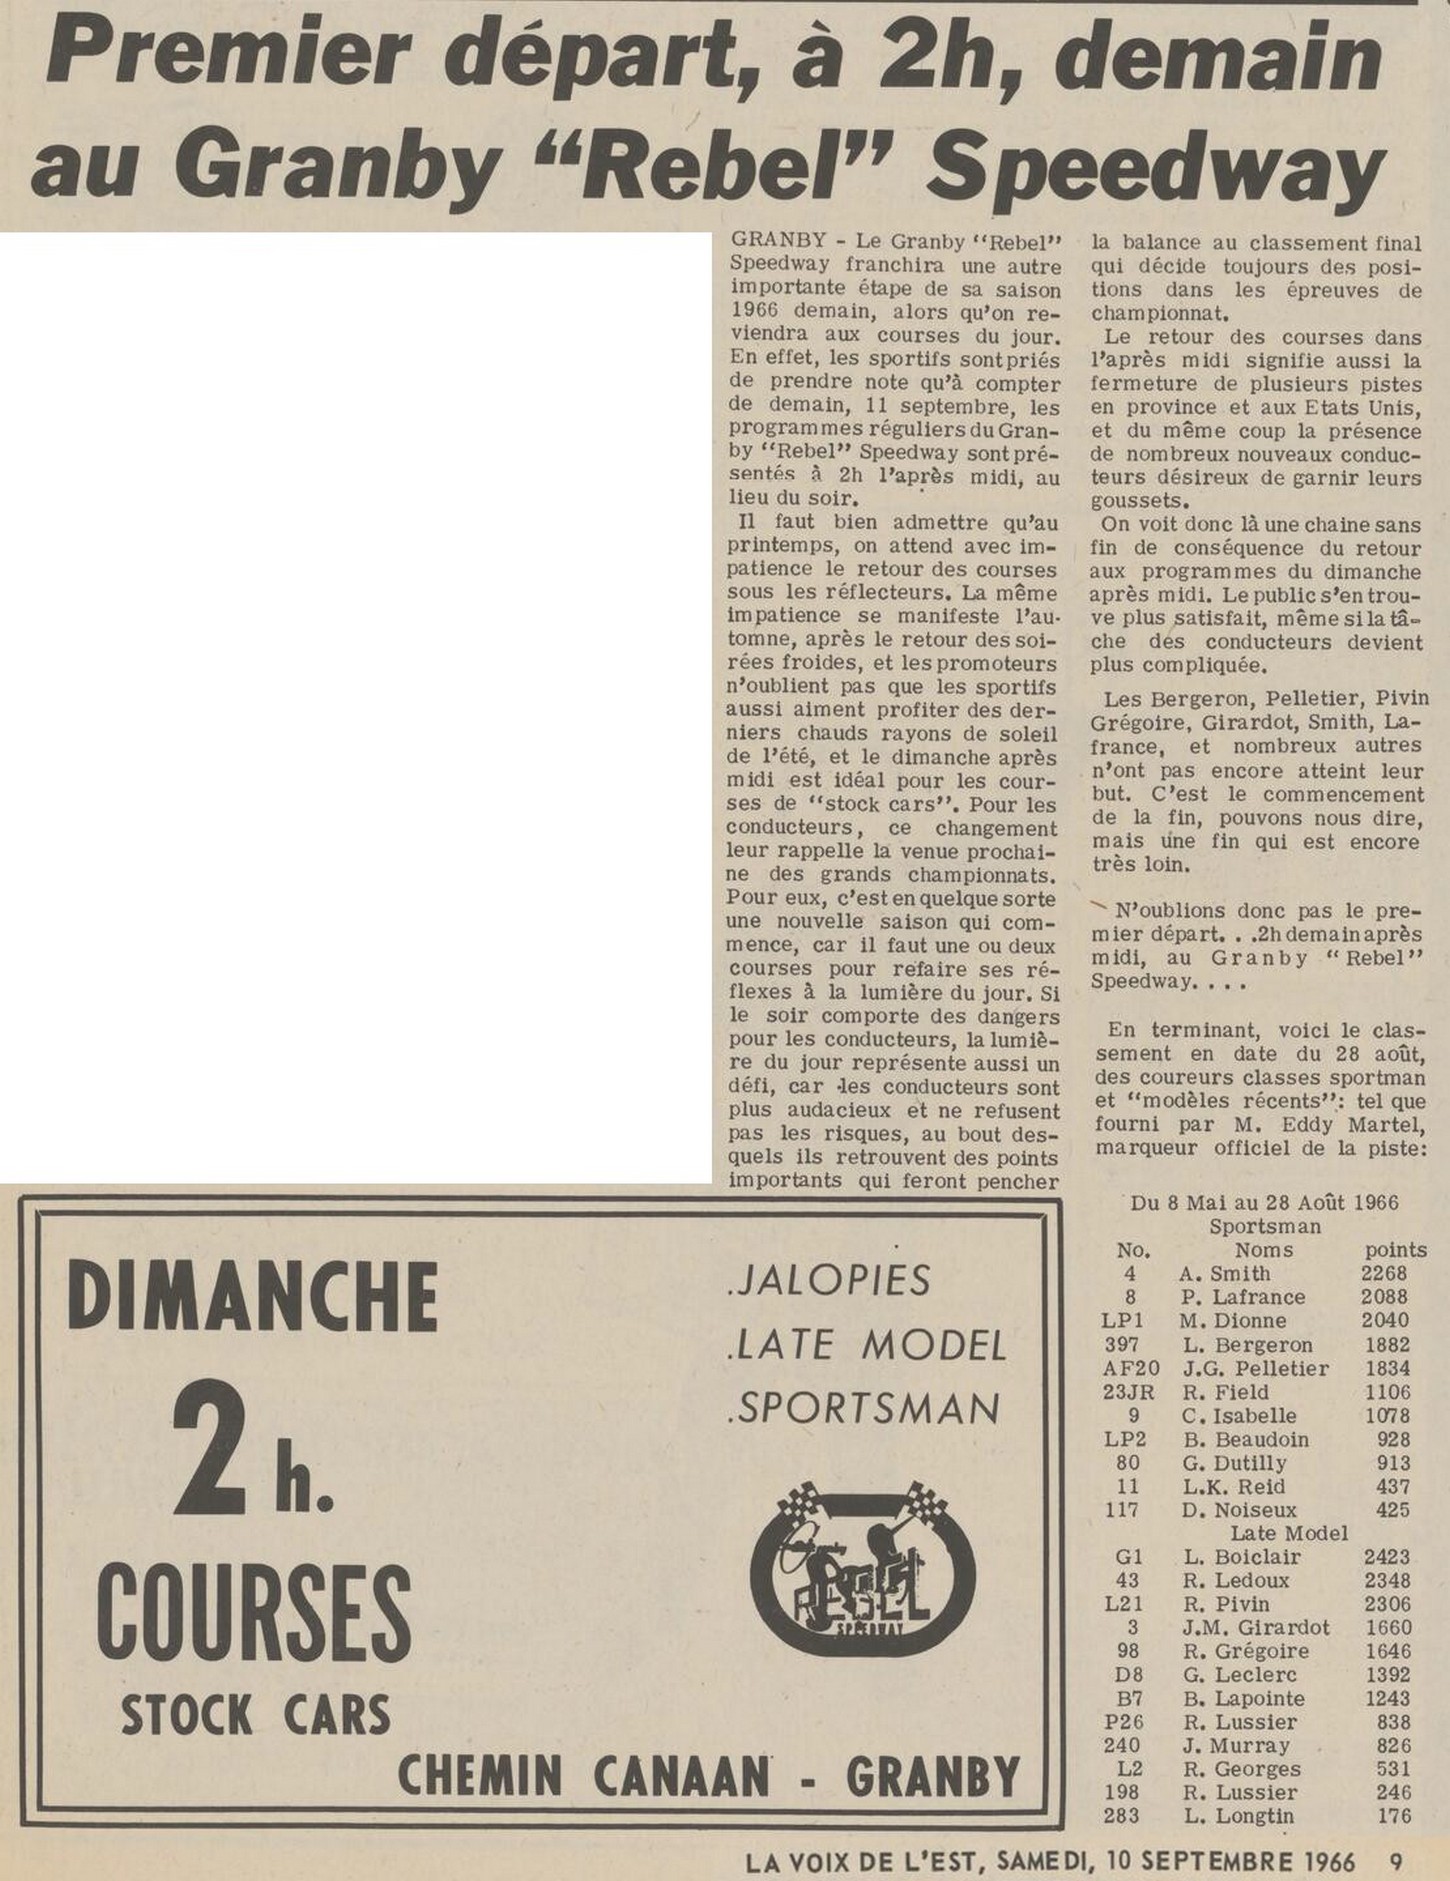 Premier départ, à 2h, demain
au Granby “Rebel” Speedway
GRANBY - Le Granby “Rebel”
Speedway franchira une autre
importante étape de sa saison
1966 demain, alors qu'on re-
viendra aux courses du jour.
En effet, les sportifs sont priés
de prendre note qu'à compter
de demain, 11 septembre, les
programmes réguliers du Gran-
by “Rebel” Speedway sont pré-
sentés à 2h l'après midi, au
lieu du soir.
Il faut bien admettre qu'au
printemps, on attend avec im-
patience le retour des courses
sous les réflecteurs. La même
impatience se manifeste l'au-
tomne, après le retour des soi-
rées froides, et les promoteurs
n'oublient pas que les sportifs
aussi aiment profiter des der-
niers chauds rayons de soleil
de l'été, et le dimanche après
midi est idéal pour les cour-
ses de “stock cars”. Pour les
conducteurs, ce changement
leur rappelle la venue prochai-
ne des grands championnats.
Pour eux, c'est en quelque sorte
une nouvelle saison qui com-
mence, car il faut une ou deux
courses pour refaire ses ré-
flexes à la lumière du jour. Si
le soir comporte des dangers
pour les conducteurs, la lumiè-
re du jour représente aussi un
défi, car les conducteurs sont
plus audacieux et ne refusent
pas les risques, au bout des-
quels ils retrouvent des points
importants qui feront pencher
la balance au classement final
qui décide toujours des posi-
tions dans les épreuves de
championnat.
Le retour des courses dans
l'après midi signifie aussi la
fermeture de plusieurs pistes
en province et aux Etats Unis,
et du même coup la présence
de nombreux nouveaux conduc-
teurs désireux de garnir leurs
goussets.
On voit donc là une chaine sans
fin de conséquence du retour
aux programmes du dimanche
après midi. Le public s'en trou-
ve plus satisfait, même si la tâ-
che des conducteurs devient
plus compliquée.
Les Bergeron, Pelletier, Pivin
Grégoire, Girardot, Smith, La-
france, et nombreux autres
n'ont pas encore atteint leur
but. C'est le commencement
de la fin, pouvons nous dire,
mais une fin qui est encore
très loin.
N'oublions donc pas le pre-
mier départ. . .2h demain après
midi, au Granby “Rebel”
Speedway. . . .
En terminant, voici le clas-
sement en date du 28 août,
des coureurs classes sportman
et “modèles récents”: tel que
fourni par M. Eddy Martel,
marqueur officiel de la piste:
Du 8 Mai au 28 Août 1966
Sportsman
No. Noms points
4 A. Smith 2268
8 P. Lafrance 2088
LP1 M. Dionne 2040
397 L. Bergeron 1882
AF20 J.G. Pelletier 1834
23JR R. Field 1106
9 C. Isabelle 1078
LP2 B. Beaudoin 928
80 G. Dutilly 913
11 L.K. Reid 437
117 D. Noiseux 425
Late Model
G1 L. Boiclair 2423
43 R. Ledoux 2348
L21 R. Pivin 2306
3 J.M. Girardot 1660
98 R. Grégoire 1646
D8 G. Leclerc 1392
B7 B. Lapointe 1243
P26 R. Lussier 838
240 J. Murray 826
L2 R. Georges 531
198 R. Lussier 246
283 L. Longtin 176
DIMANCHE
2 h.
COURSES
STOCK CARS
.JALOPIES
.LATE MODEL
.SPORTSMAN
REBEL
SPEEDWAY
CHEMIN CANAAN - GRANBY
LA VOIX DE L'EST, SAMEDI, 10 SEPTEMBRE 1966 9